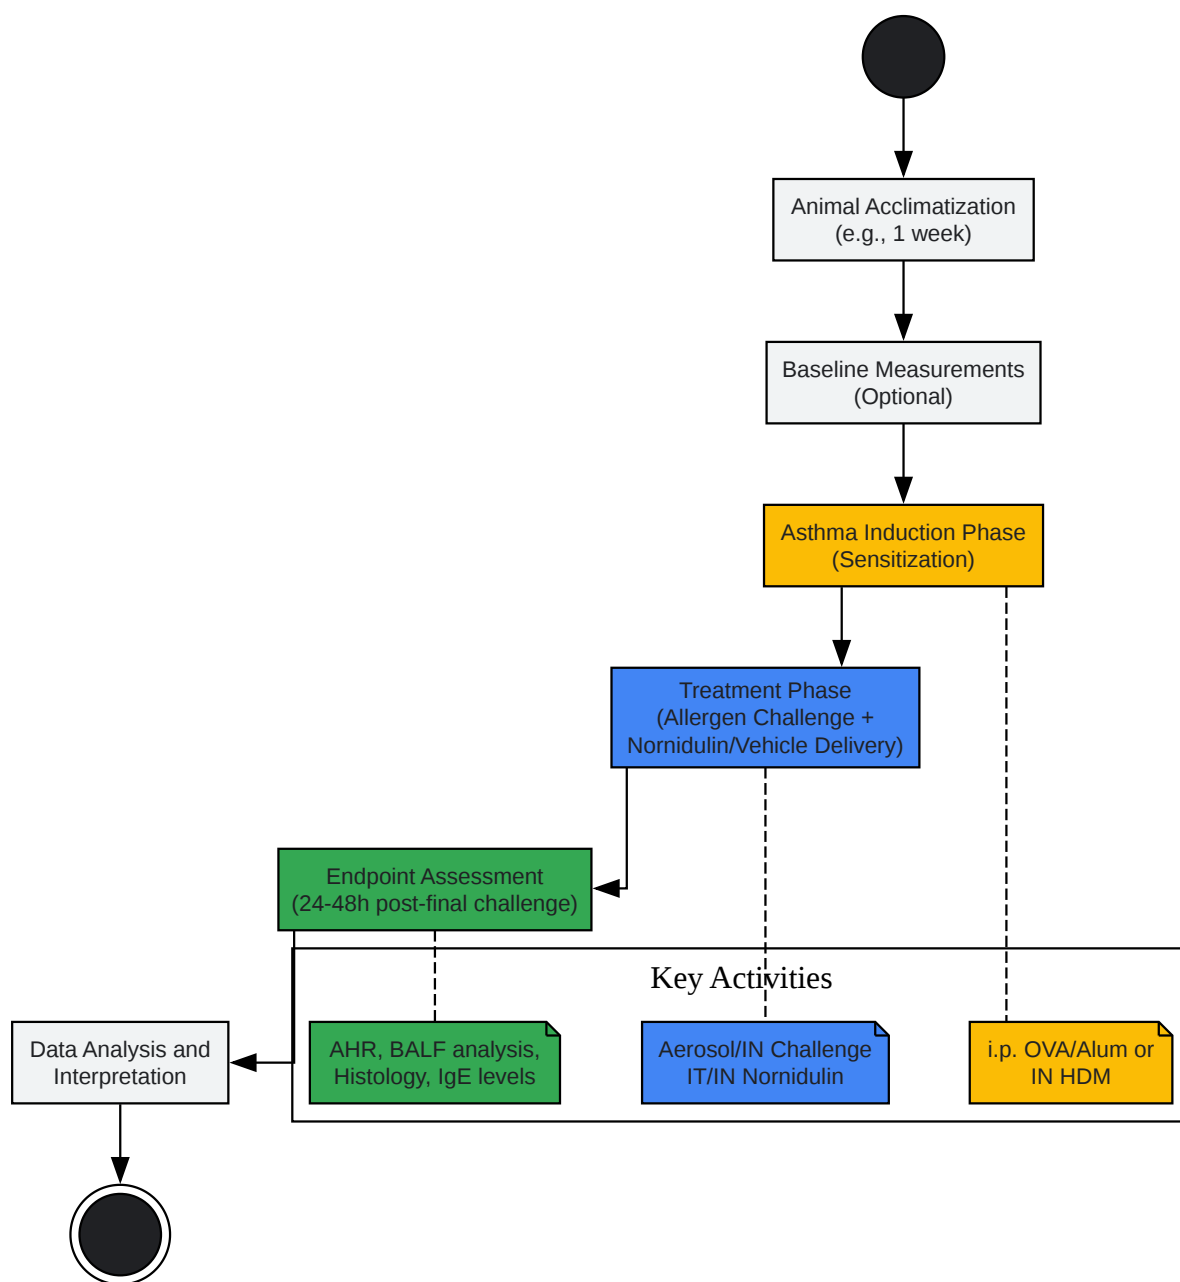 Animal Acclimatization
(e.g., 1 week)
Baseline Measurements
(Optional)
Asthma Induction Phase
(Sensitization)
Treatment Phase
(Allergen Challenge +
Nornidulin/Vehicle Delivery)
Endpoint Assessment
(24-48h post-final challenge)
Key Activities
Data Analysis and
Interpretation
AHR, BALF analysis,
Histology, IgE levels
Aerosol/IN Challenge
IT/IN Nornidulin
i.p. OVA/Alum or
IN HDM